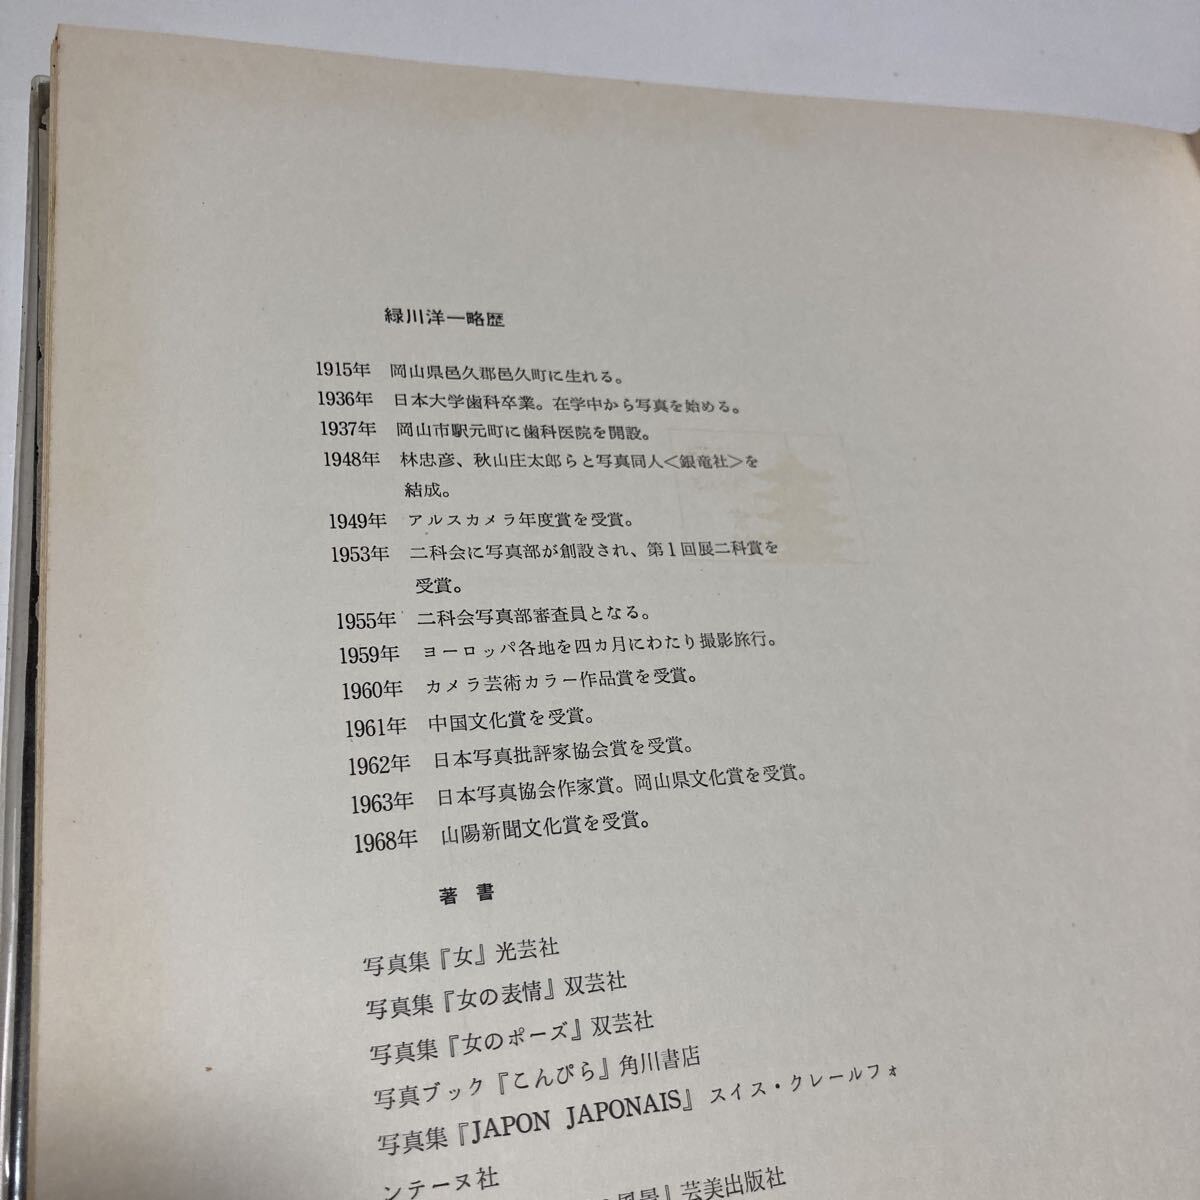 緑川洋一略歴
1915年 岡山県邑久郡邑久町に生れる。
1936年 日本大学歯科卒業。在学中から写真を始める。
1937年 岡山市駅元町に歯科医院を開設。
1948年 林忠彦、秋山庄太郎らと写真同人<銀竜社>を
結成。
1949年 アルスカメラ年度賞を受賞。
1953年 二科会に写真部が創設され、第1回展二科賞を
受賞。
1955年 二科会写真部審査員となる。
1959年 ヨーロッパ各地を四カ月にわたり撮影旅行。
1960年 カメラ芸術カラー作品賞を受賞。
1961年 中国文化賞を受賞。
1962年 日本写真批評家協会賞を受賞。
1963年 日本写真協会作家賞。岡山県文化賞を受賞。
1968年 山陽新聞文化賞を受賞。
著書
写真集『女』光芸社
写真集『女の表情』双芸社
写真集『女のポーズ』双芸社
写真ブック『こんぴら』角川書店
写真集『JAPON JAPONAIS』スイス・クレールフォ
ンテーヌ社
風景』芸美出版社